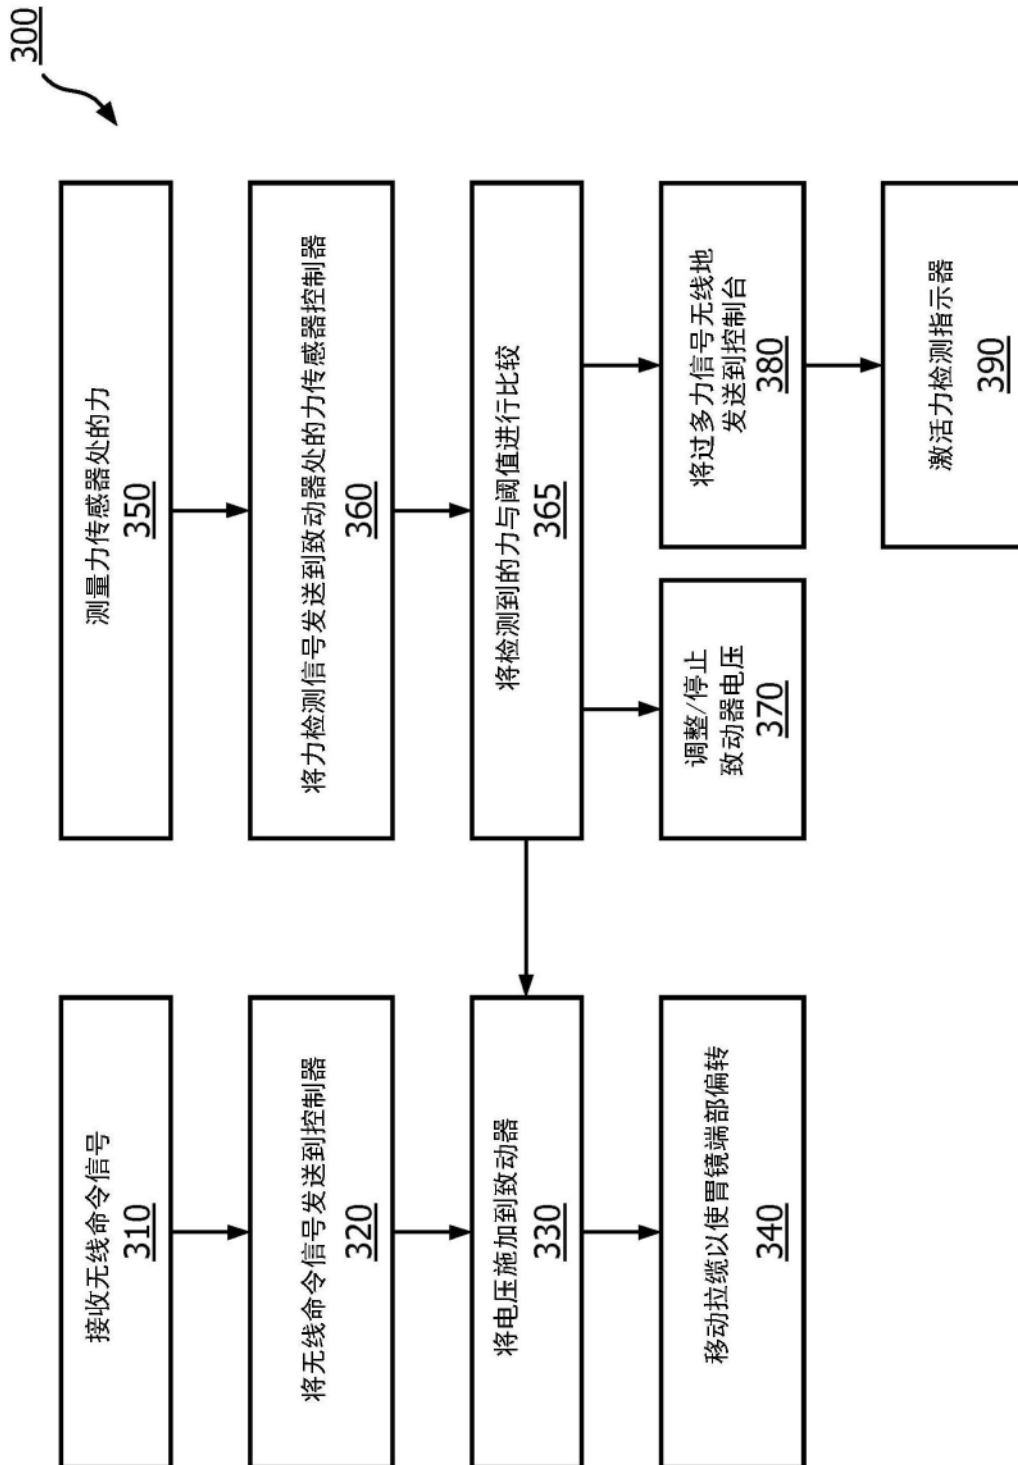 300
接收无线命令信号
310
将无线命令信号发送到控制器
320
将电压施加到致动器
330
移动拉缆以使胃镜端部偏转
340
测量力传感器处的力
350
将力检测信号发送到致动器处的力传感器控制器
360
将检测到的力与阈值进行比较
365
调整/停止
致动器电压
370
将过多力信号无线地
发送到控制台
380
激活力检测指示器
390